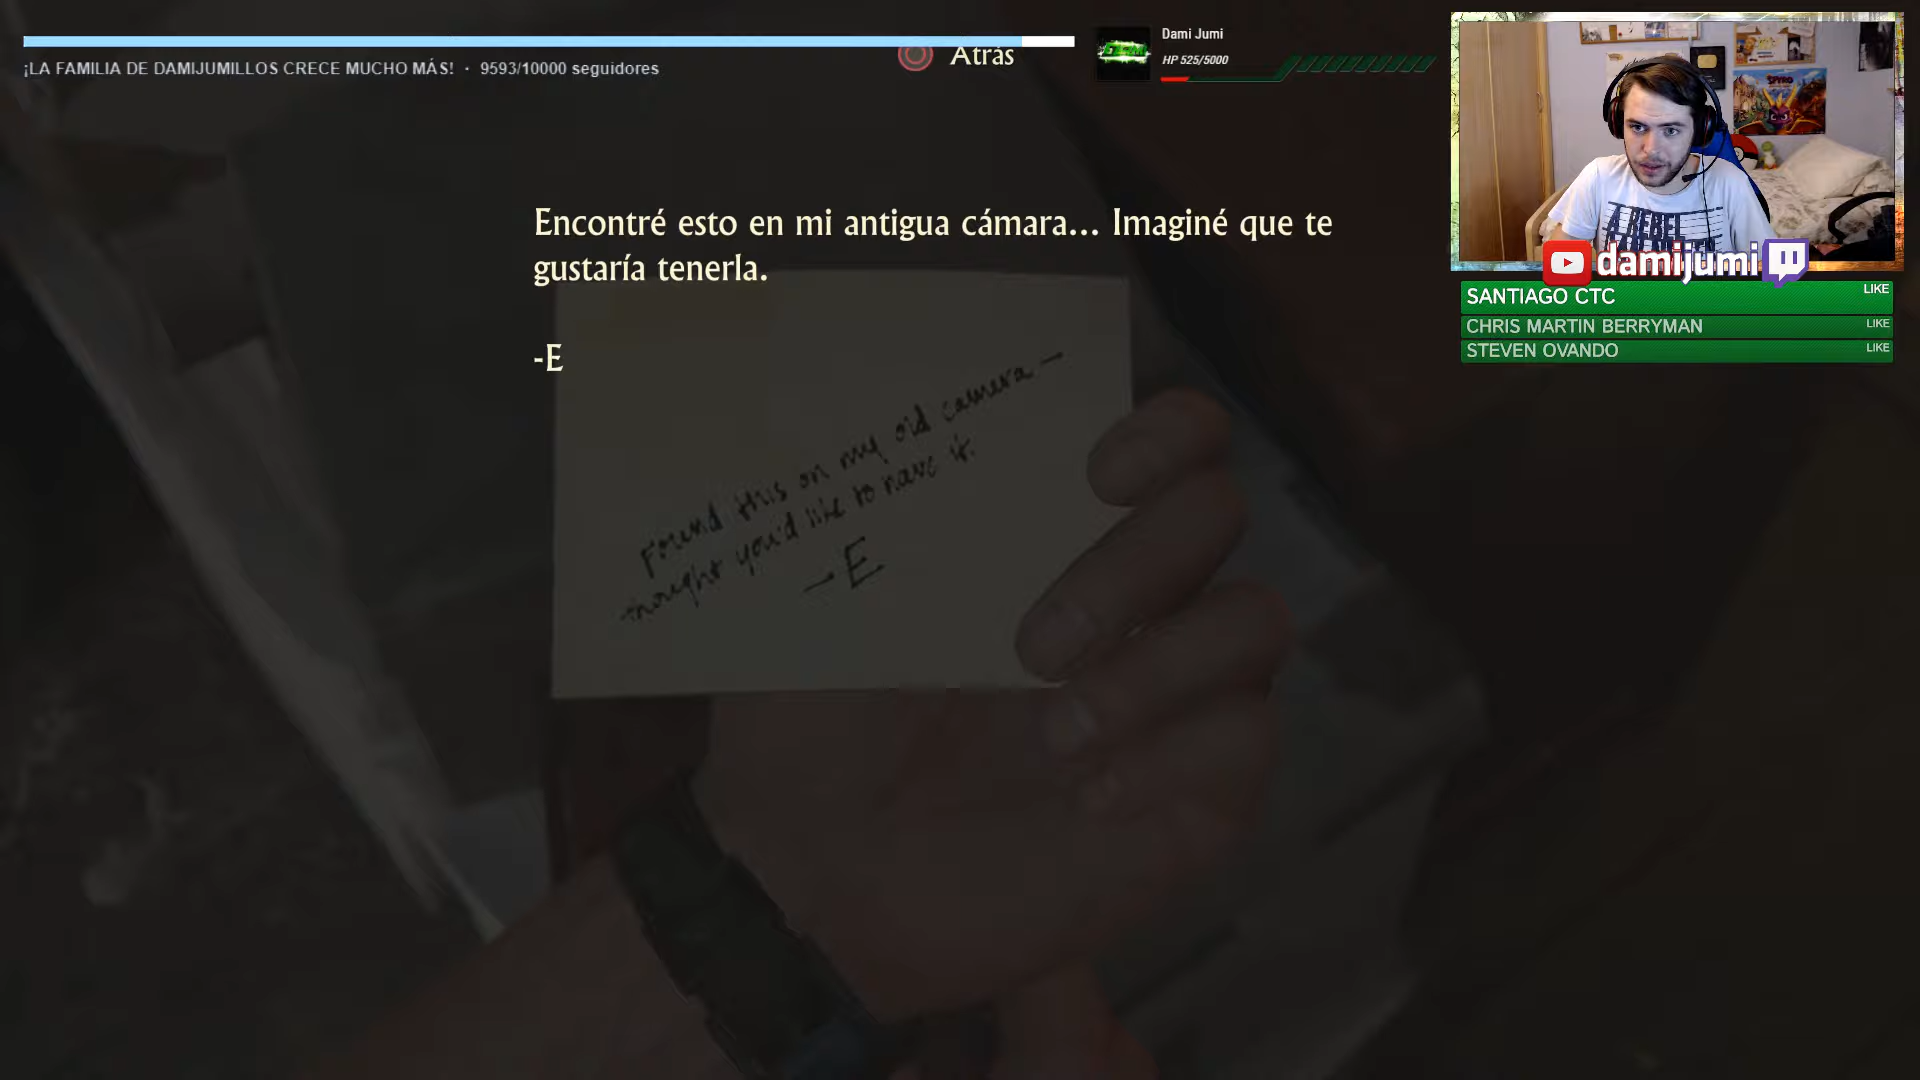 ¡LA FAMILIA DE DAMIJUMILLOS CRECE MUCHO MÁS! · 9593/10000 seguidores
Atrás
Dami Jumi
HP 525/5000
Encontré esto en mi antigua cámara... Imaginé que te
gustaría tenerla.
-E
Found this on my old camera —
thought you'd like to have it.
— E
SPYRO
A REBEL
damijumi
SANTIAGO CTC LIKE
CHRIS MARTIN BERRYMAN LIKE
STEVEN OVANDO LIKE